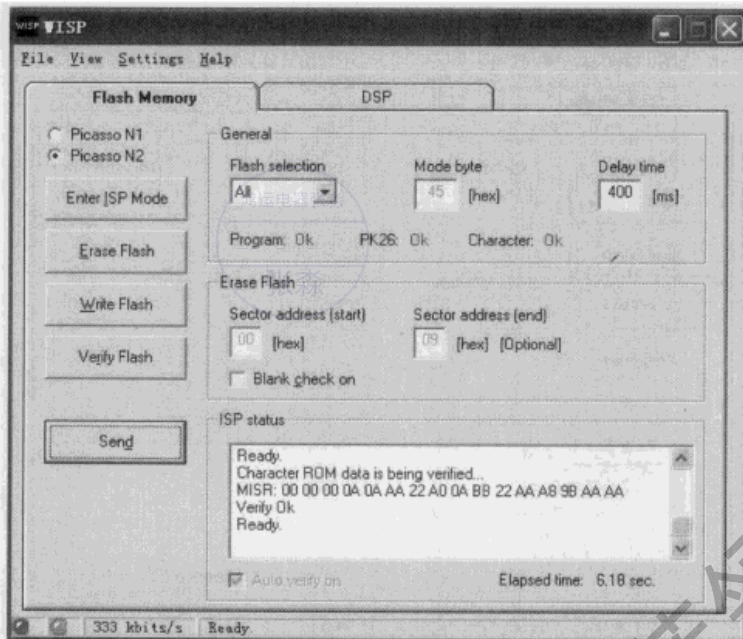 WISP WISP
File View Settings Help
Flash Memory DSP
Picasso N1
Picasso N2
Enter ISP Mode
Erase Flash
Write Flash
Verify Flash
Send
General
Flash selection Mode byte Delay time
All 45 [hex] 400 [ms]
Program: Ok PK26: Ok Character: Ok
张淼
Erase Flash
Sector address (start) Sector address (end)
00 [hex] 09 [hex] [Optional]
Blank check on
ISP status
Ready.
Character ROM data is being verified...
MISR: 00 00 00 0A 0A AA 22 A0 0A BB 22 AA A8 9B AA AA
Verify Ok
Ready.
Auto verify on Elapsed time: 6.18 sec.
333 kbits/s Ready